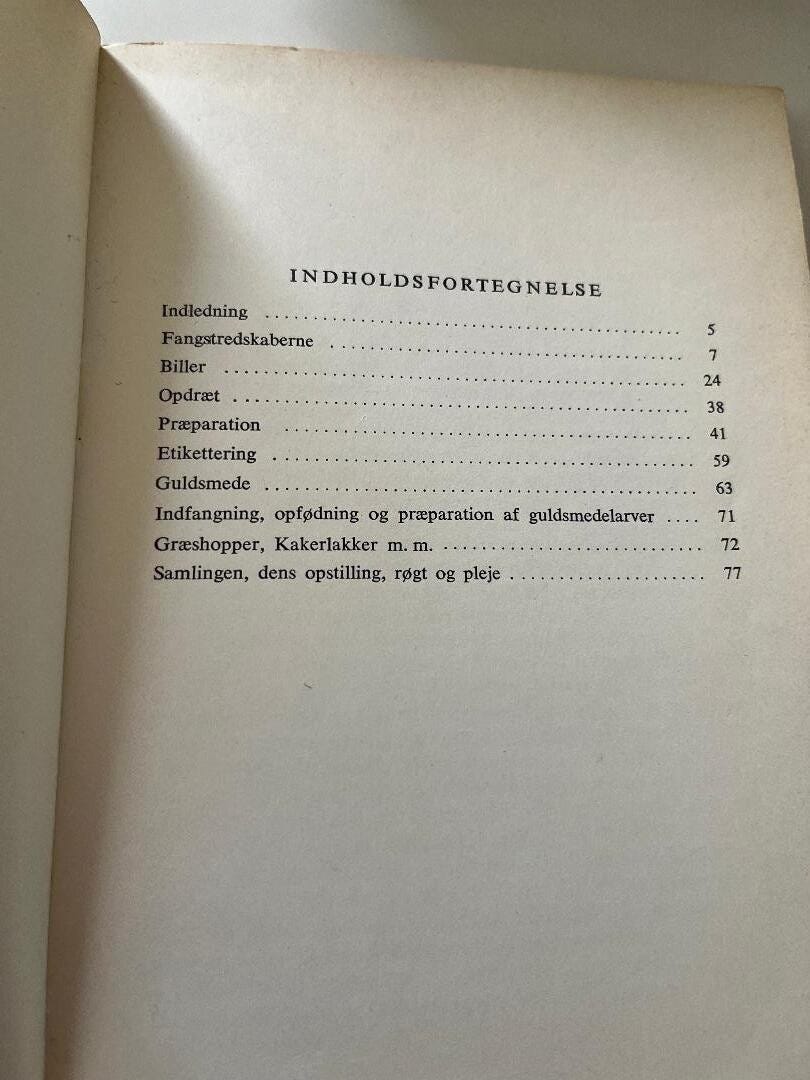 INDHOLDSFORTEGNELSE
Indledning ........................................ 5
Fangstredskaberne ................................. 7
Biller ............................................ 24
Opdræt ............................................ 38
Præparation ....................................... 41
Etikettering ...................................... 59
Guldsmede ......................................... 63
Indfangning, opfødning og præparation af guldsmedelarver .... 71
Græshopper, Kakerlakker m. m. ........................... 72
Samlingen, dens opstilling, røgt og pleje ..................... 77